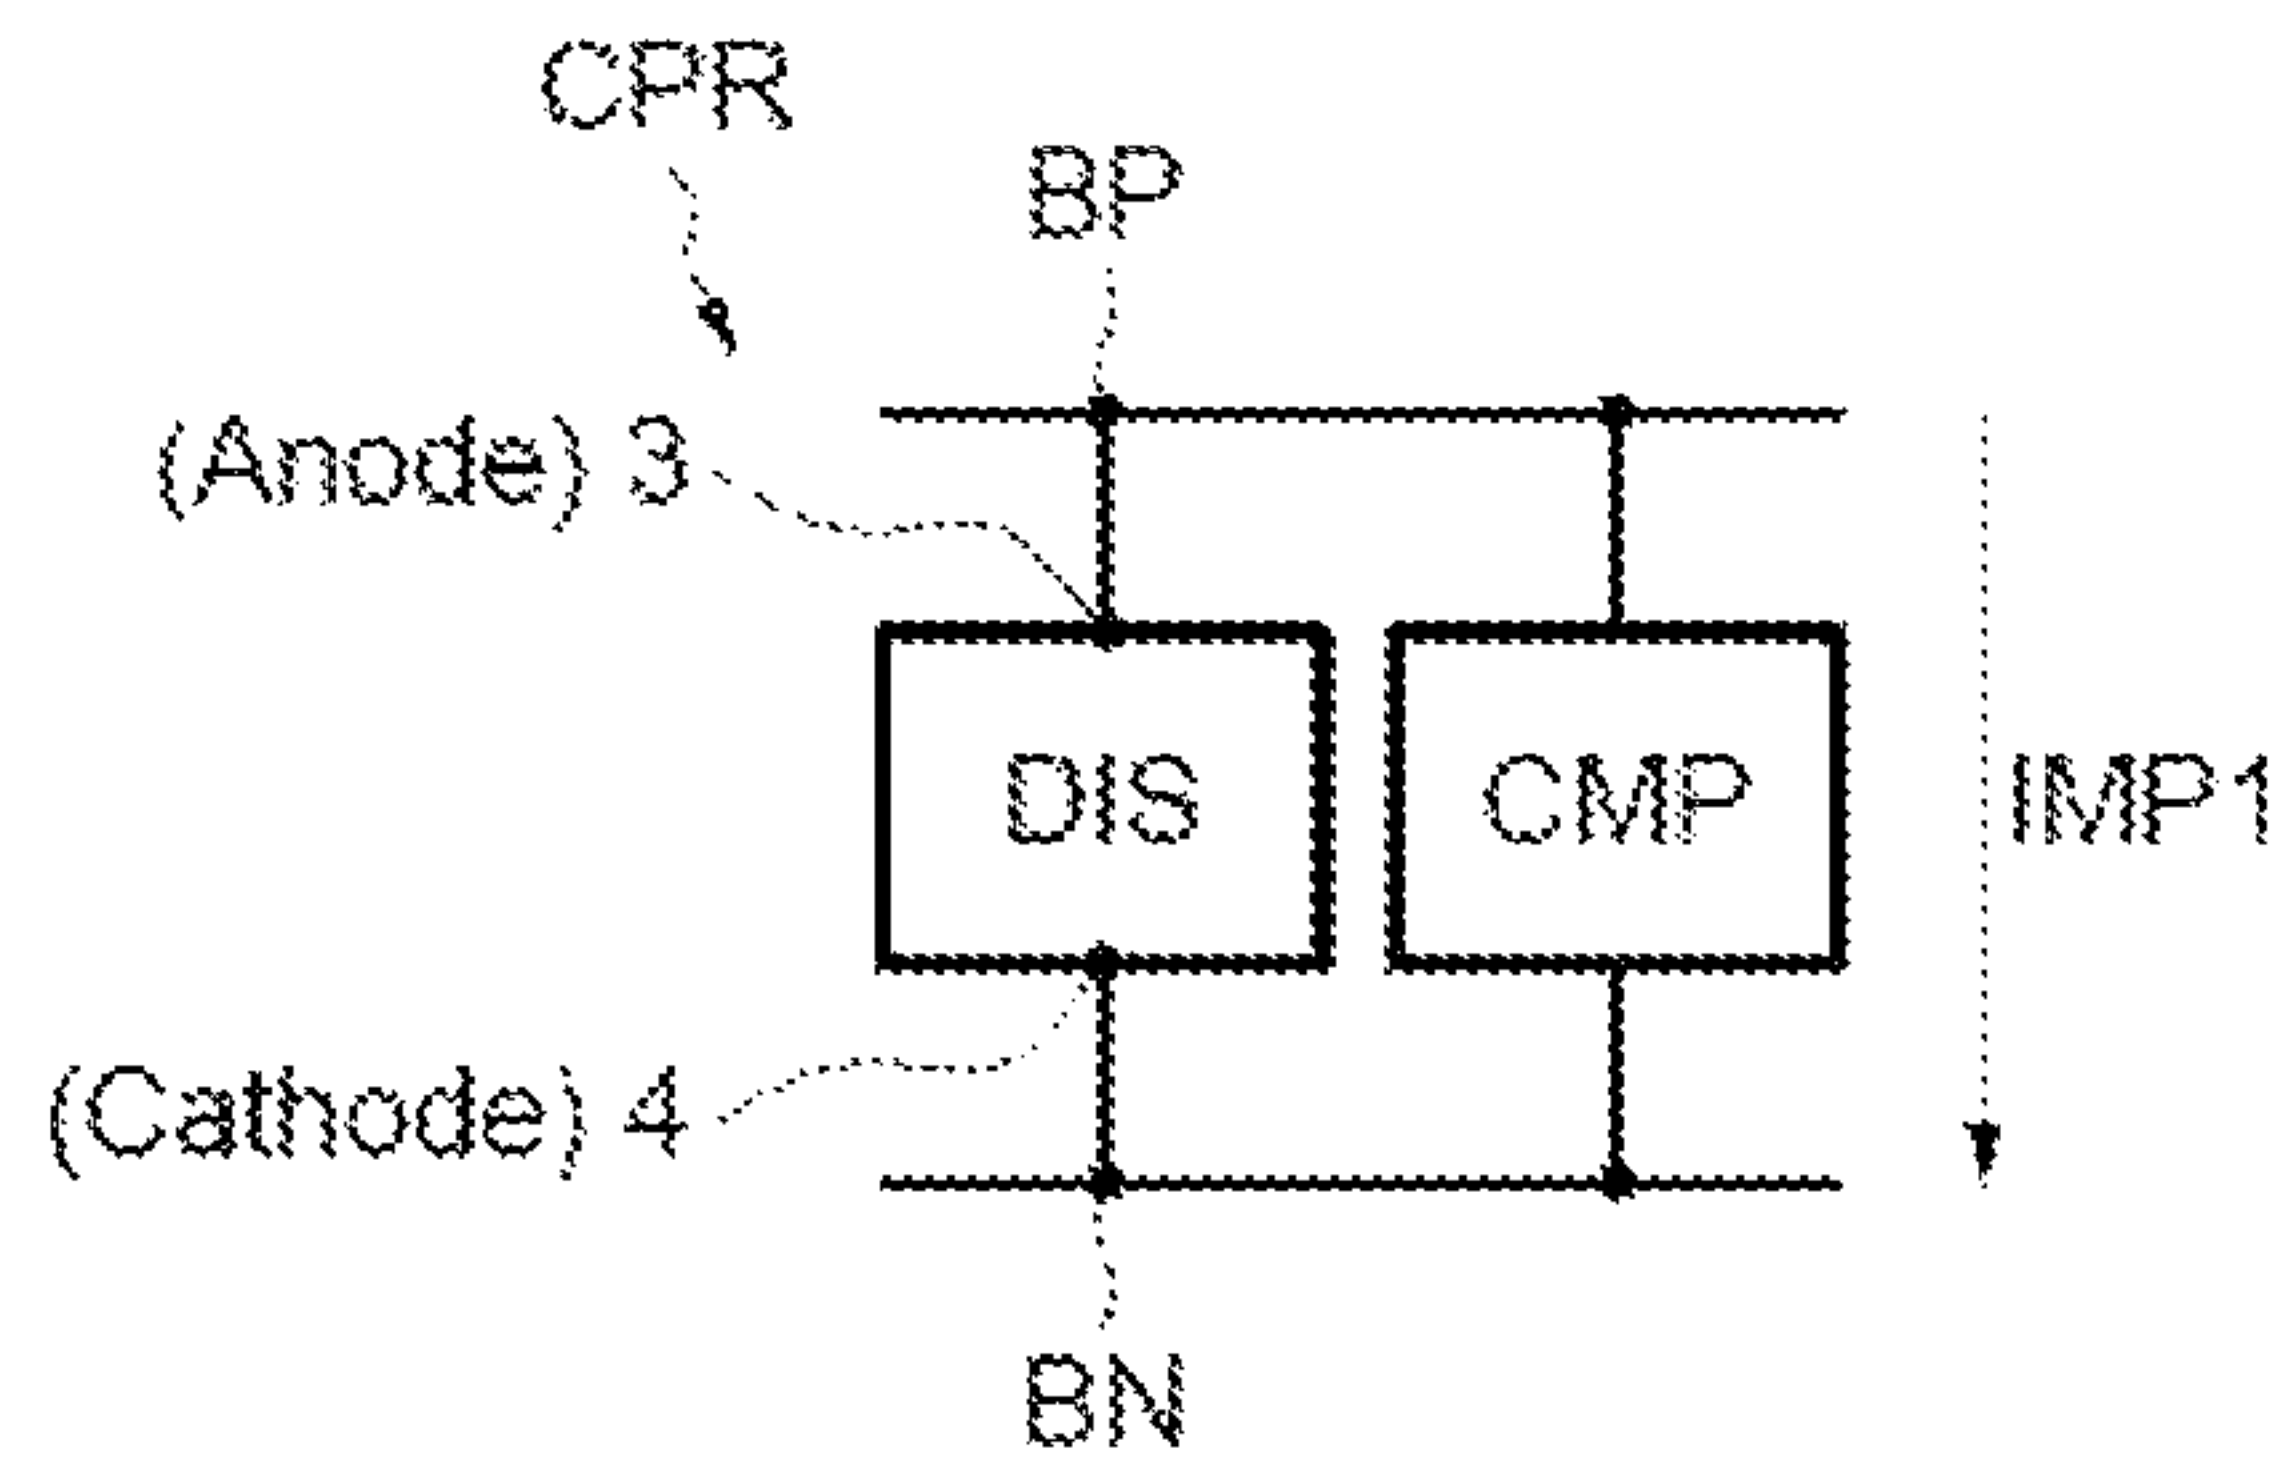 CPR
BP
(Anode) 3
DIS
CMP
IMP1
(Cathode) 4
BN